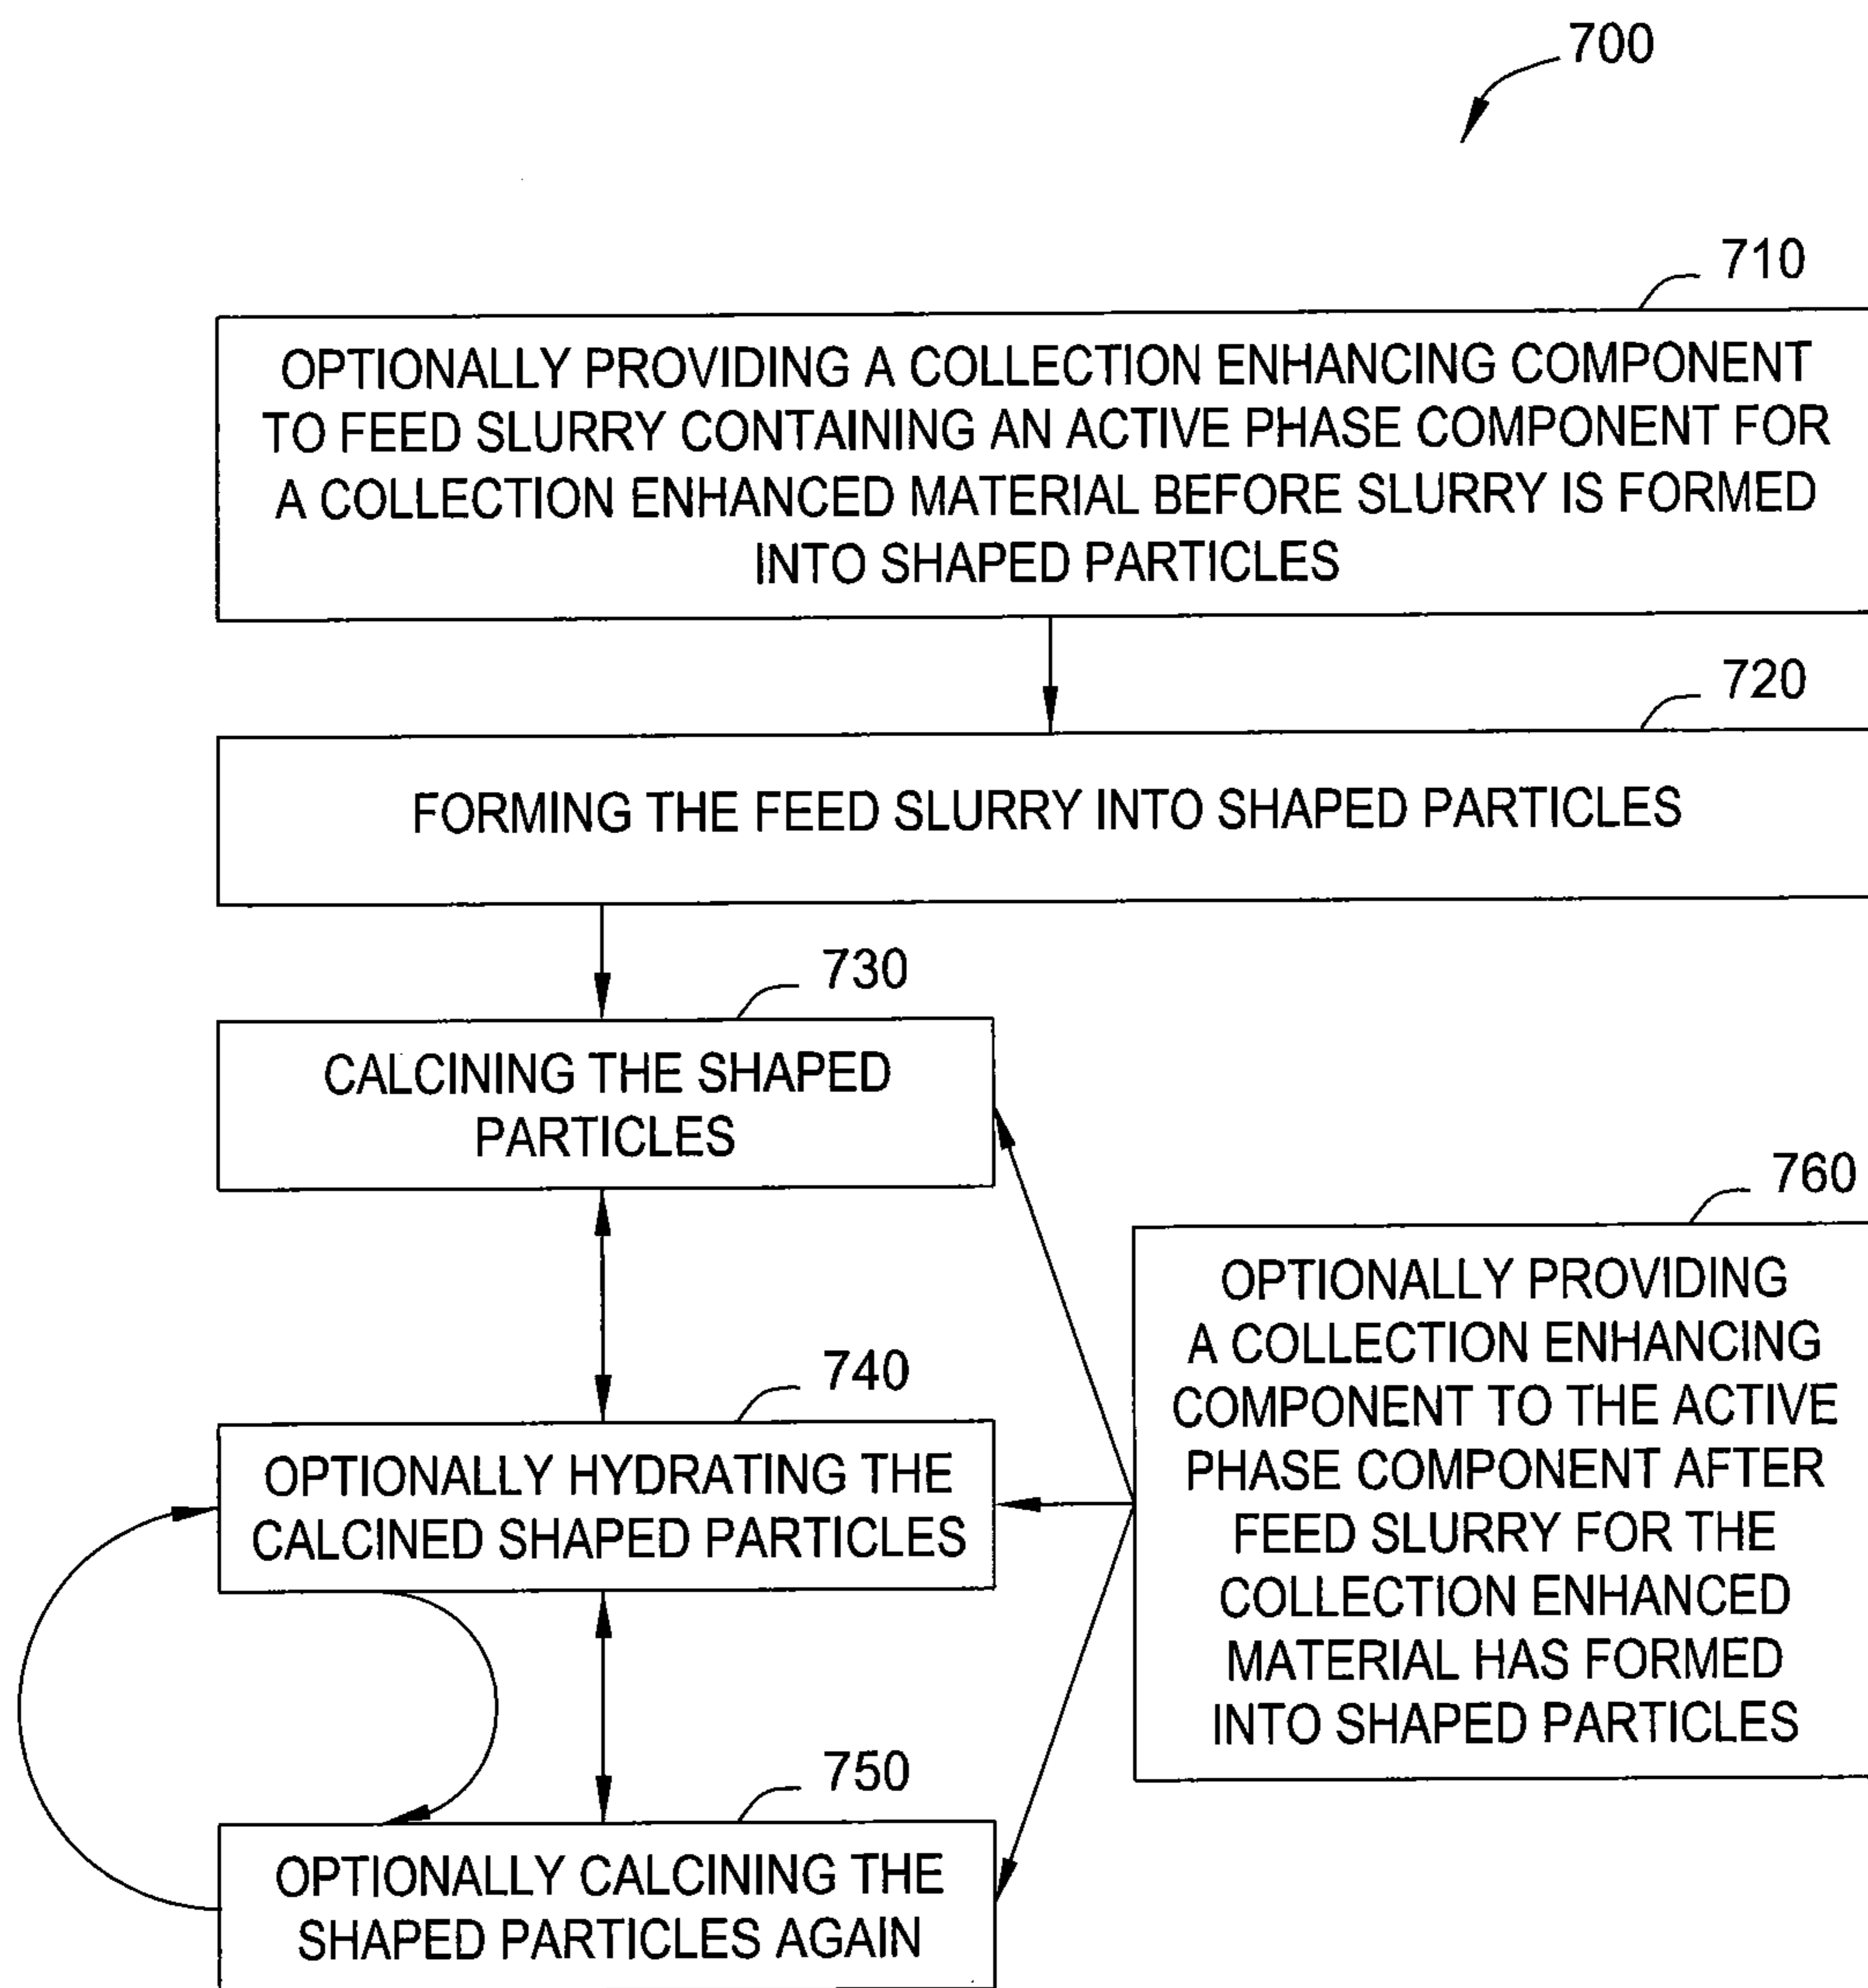 700
710
OPTIONALLY PROVIDING A COLLECTION ENHANCING COMPONENT
TO FEED SLURRY CONTAINING AN ACTIVE PHASE COMPONENT FOR
A COLLECTION ENHANCED MATERIAL BEFORE SLURRY IS FORMED
INTO SHAPED PARTICLES
720
FORMING THE FEED SLURRY INTO SHAPED PARTICLES
730
CALCINING THE SHAPED
PARTICLES
740
OPTIONALLY HYDRATING THE
CALCINED SHAPED PARTICLES
750
OPTIONALLY CALCINING THE
SHAPED PARTICLES AGAIN
760
OPTIONALLY PROVIDING
A COLLECTION ENHANCING
COMPONENT TO THE ACTIVE
PHASE COMPONENT AFTER
FEED SLURRY FOR THE
COLLECTION ENHANCED
MATERIAL HAS FORMED
INTO SHAPED PARTICLES